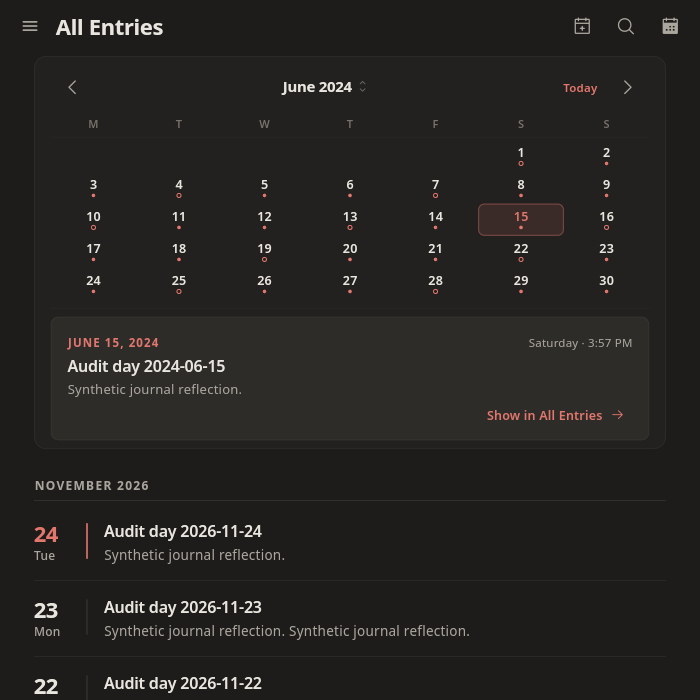 All Entries
June 2024
Today
M T W T F S S
1 2
3 4 5 6 7 8 9
10 11 12 13 14 15 16
17 18 19 20 21 22 23
24 25 26 27 28 29 30
JUNE 15, 2024 Saturday · 3:57 PM
Audit day 2024-06-15
Synthetic journal reflection.
Show in All Entries →
NOVEMBER 2026
24 Audit day 2026-11-24
Tue Synthetic journal reflection.
23 Audit day 2026-11-23
Mon Synthetic journal reflection. Synthetic journal reflection.
22 Audit day 2026-11-22